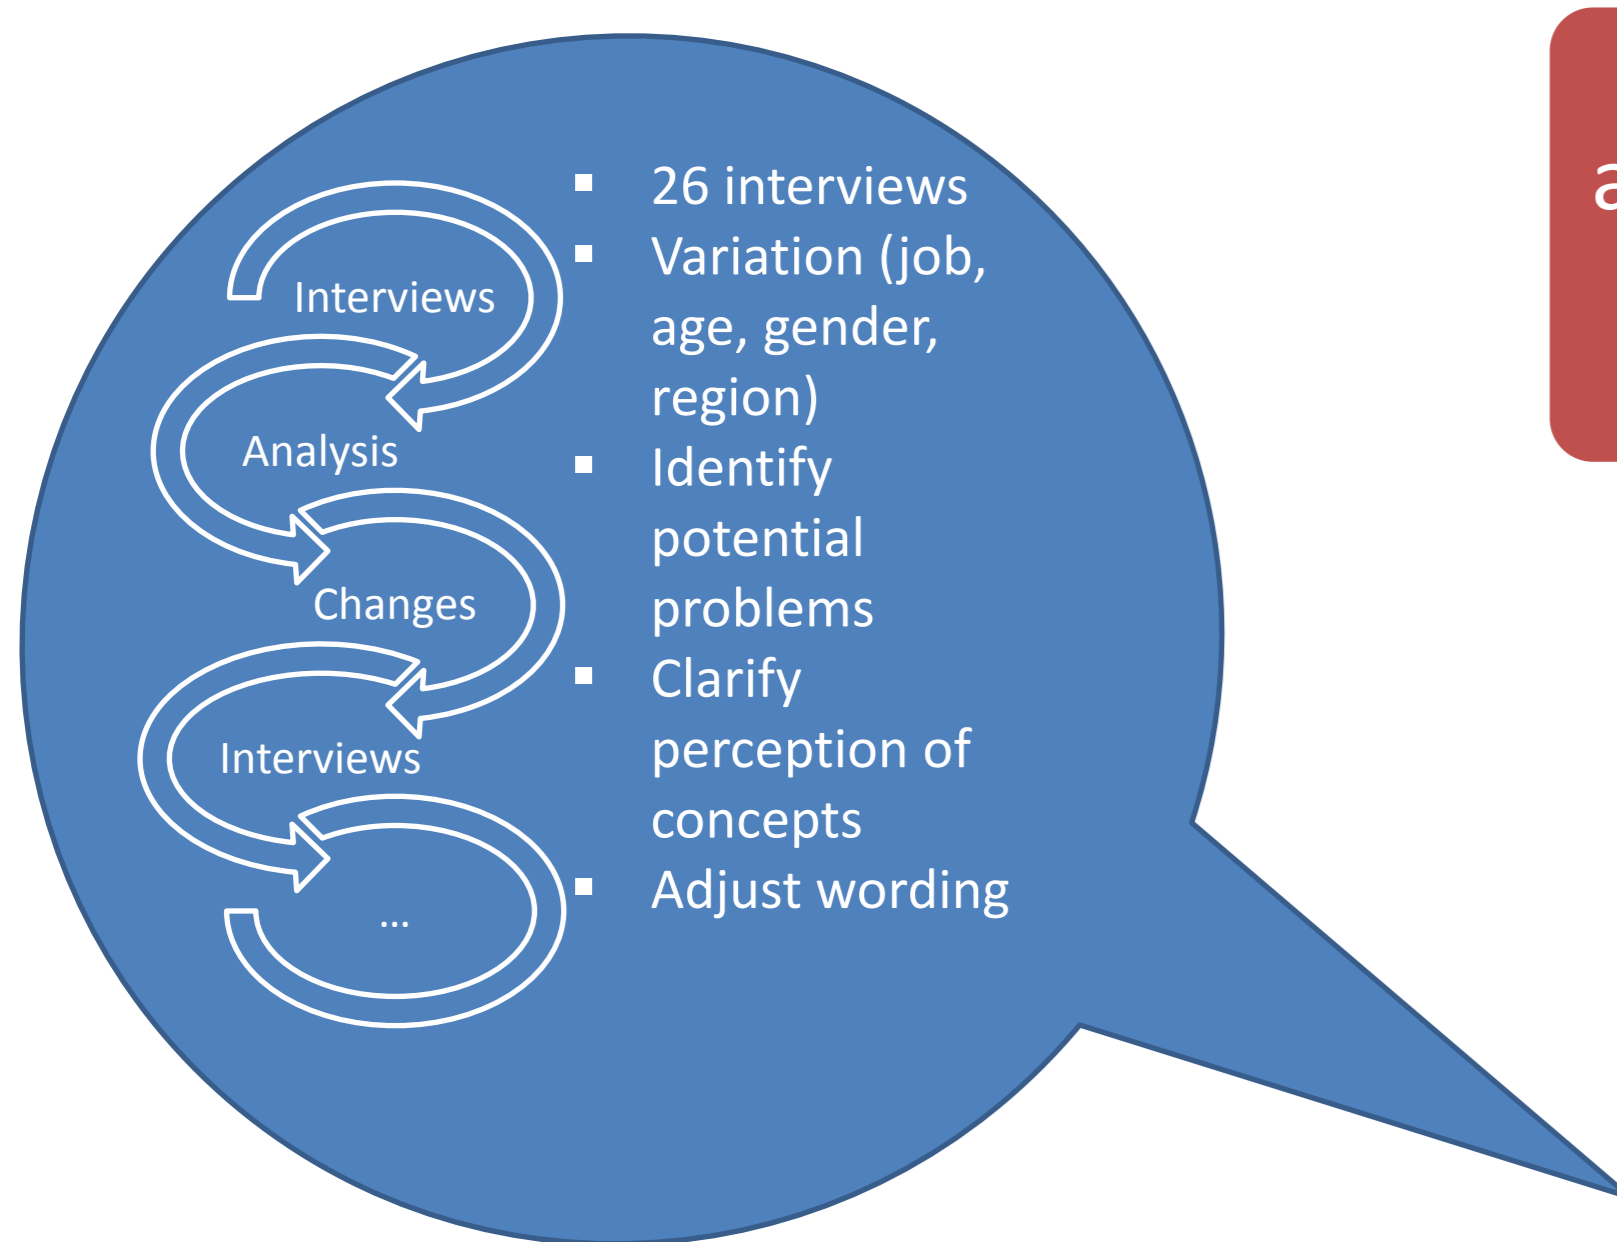 Interviews
Analysis
Changes
Interviews
...
▪ 26 interviews
▪ Variation (job,
age, gender,
region)
▪ Identify
potential
problems
▪ Clarify
perception of
concepts
▪ Adjust wording
a